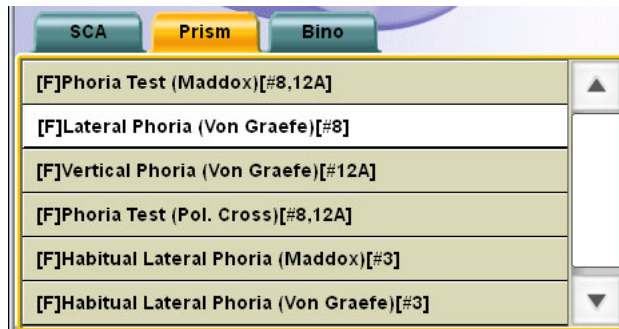 SCA Prism Bino
[F]Phoria Test (Maddox)[#8,12A]
[F]Lateral Phoria (Von Graefe)[#8]
[F]Vertical Phoria (Von Graefe)[#12A]
[F]Phoria Test (Pol. Cross)[#8,12A]
[F]Habitual Lateral Phoria (Maddox)[#3]
[F]Habitual Lateral Phoria (Von Graefe)[#3]